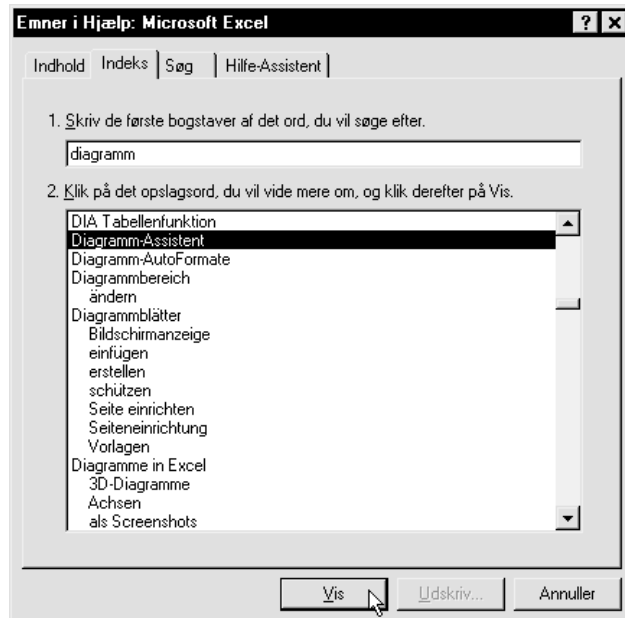 Emner i Hjælp: Microsoft Excel
Indhold Indeks Søg Hilfe-Assistent
1. Skriv de første bogstaver af det ord, du vil søge efter.
diagramm
2. Klik på det opslagsord, du vil vide mere om, og klik derefter på Vis.
DIA Tabellenfunktion
Diagramm-Assistent
Diagramm-AutoFormate
Diagrammbereich
ändern
Diagrammblätter
Bildschirmanzeige
einfügen
erstellen
schützen
Seite einrichten
Seiteneinrichtung
Vorlagen
Diagramme in Excel
3D-Diagramme
Achsen
als Screenshots
Vis Udskriv... Annuller